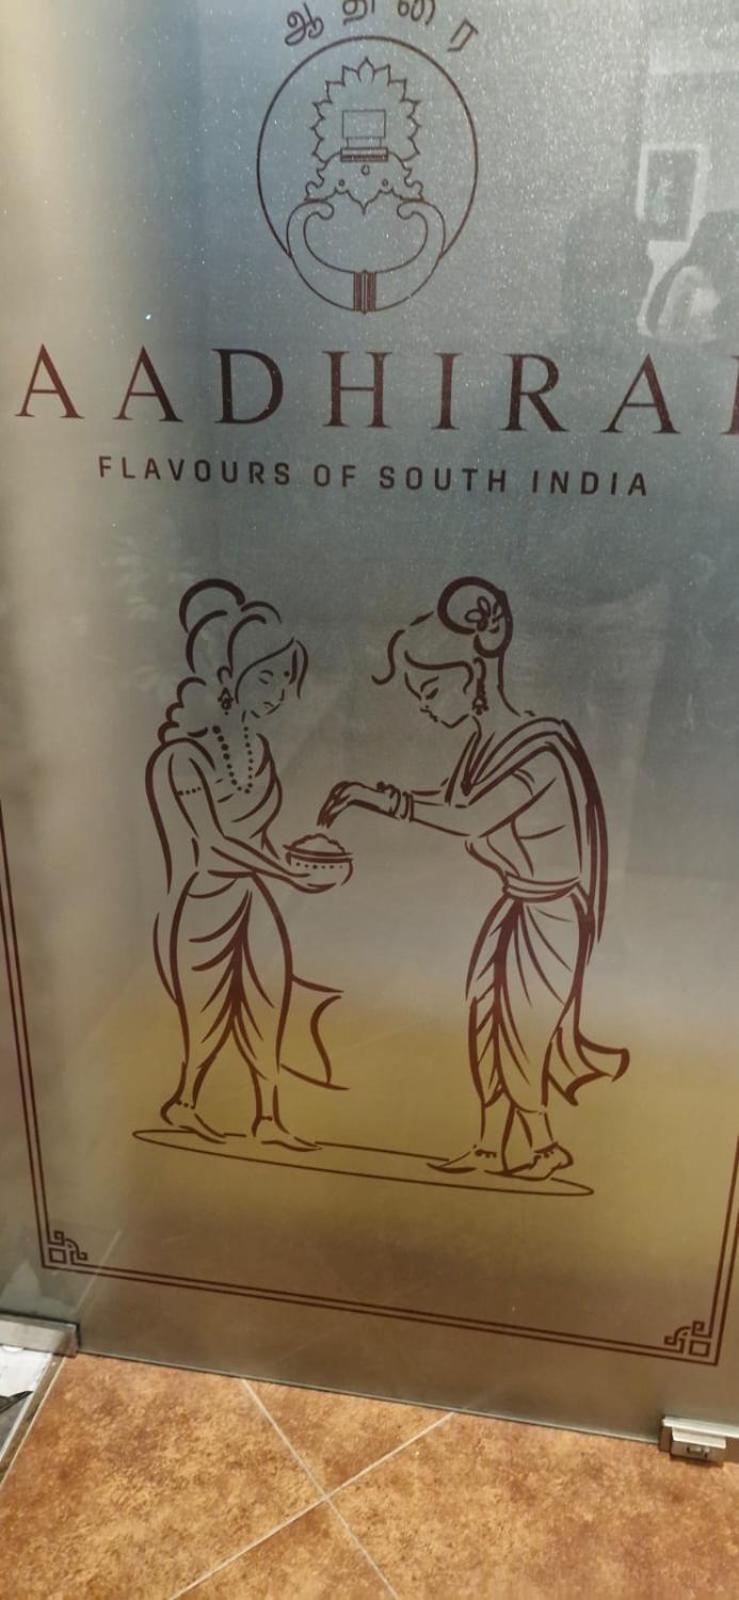 ஆதிரை
AADHIRAI
FLAVOURS OF SOUTH INDIA